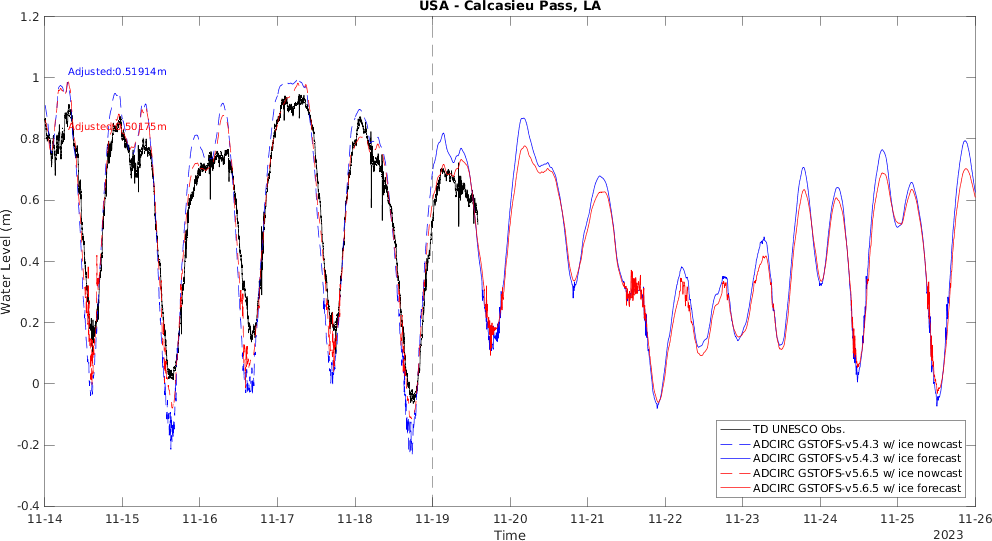 USA - Calcasieu Pass, LA
1.2
1
0.8
0.6
0.4
0.2
0
-0.2
-0.4
Water Level (m)
Adjusted:0.51914m
Adjusted:0.50175m
TD UNESCO Obs.
ADCIRC GSTOFS-v5.4.3 w/ ice nowcast
ADCIRC GSTOFS-v5.4.3 w/ ice forecast
ADCIRC GSTOFS-v5.6.5 w/ ice nowcast
ADCIRC GSTOFS-v5.6.5 w/ ice forecast
11-14 11-15 11-16 11-17 11-18 11-19 11-20 11-21 11-22 11-23 11-24 11-25 11-26
Time
2023